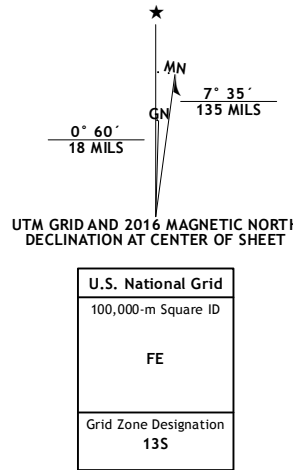 ★
MN
7° 35´
135 MILS
GN
0° 60´
18 MILS
UTM GRID AND 2016 MAGNETIC NORTH
DECLINATION AT CENTER OF SHEET
U.S. National Grid
100,000-m Square ID
FE
Grid Zone Designation
13S